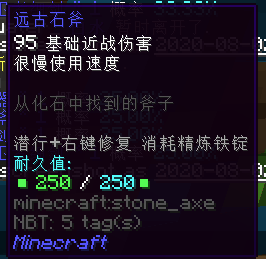 远古石斧
95 基础近战伤害
很慢使用速度
从化石中找到的斧子
潜行+右键修复 消耗精炼铁锭
耐久值:
250 / 250
minecraft:stone_axe
NBT: 5 tag(s)
Minecraft